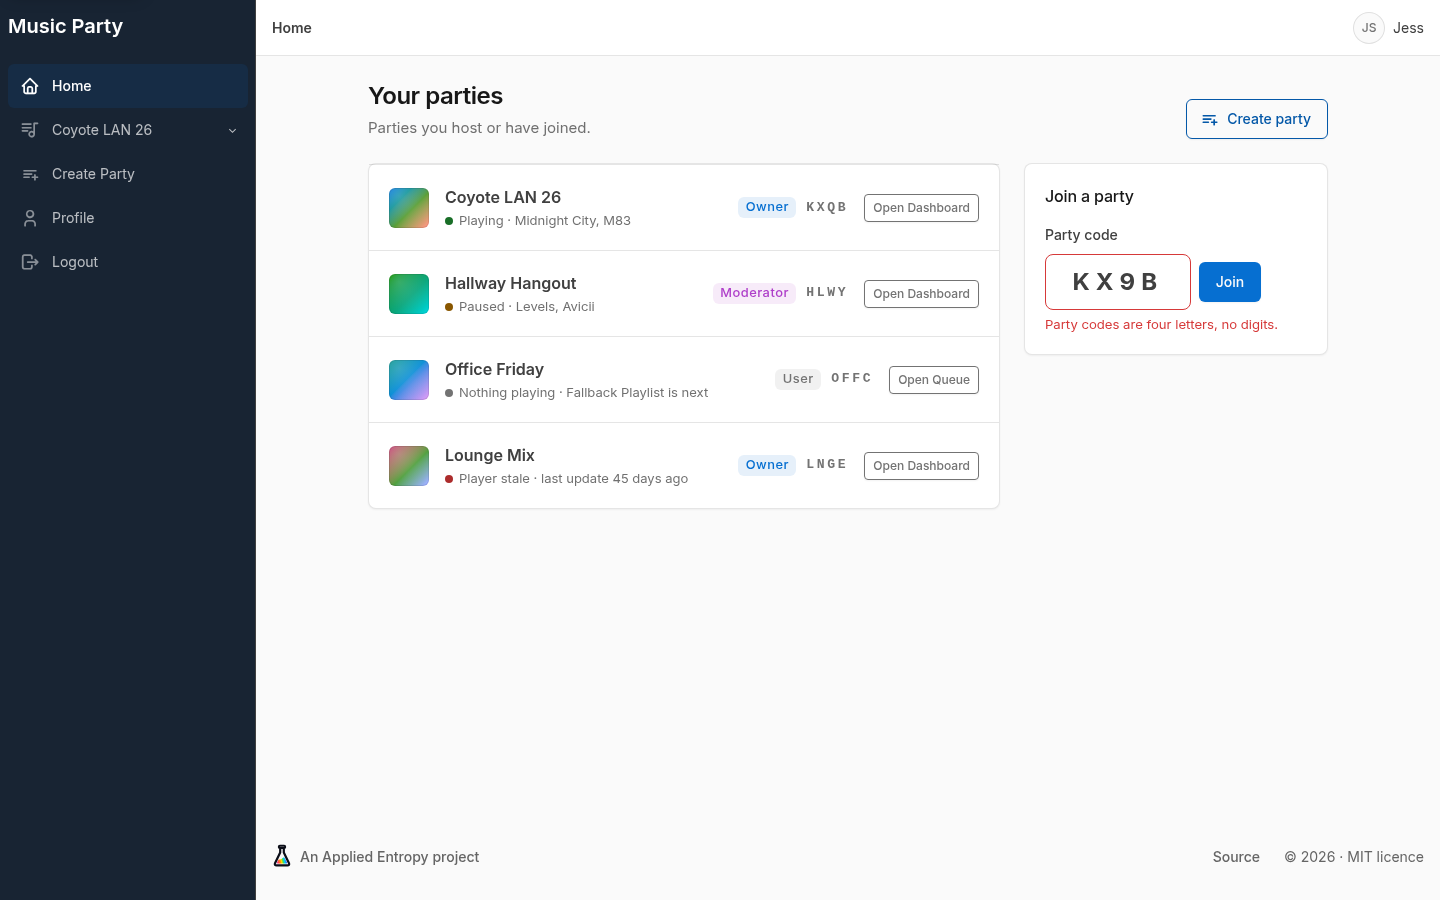 Music Party
Home
Coyote LAN 26
Create Party
Profile
Logout
Home
JS Jess
Your parties
Parties you host or have joined.
Create party
Coyote LAN 26
Playing · Midnight City, M83
Owner KXQB Open Dashboard
Hallway Hangout
Paused · Levels, Avicii
Moderator HLWY Open Dashboard
Office Friday
Nothing playing · Fallback Playlist is next
User OFFC Open Queue
Lounge Mix
Player stale · last update 45 days ago
Owner LNGE Open Dashboard
Join a party
Party code
KX9B Join
Party codes are four letters, no digits.
An Applied Entropy project
Source © 2026 · MIT licence